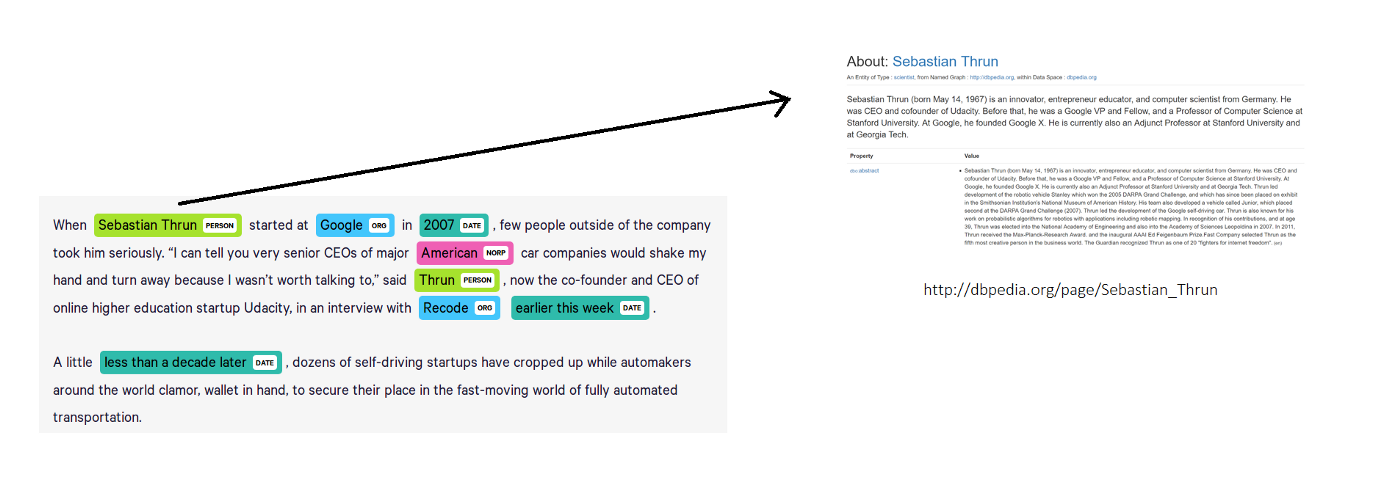 About: Sebastian Thrun
An Entity of Type : scientist, from Named Graph : http://dbpedia.org, within Data Space : dbpedia.org
Sebastian Thrun (born May 14, 1967) is an innovator, entrepreneur educator, and computer scientist from Germany. He
was CEO and cofounder of Udacity. Before that, he was a Google VP and Fellow, and a Professor of Computer Science at
Stanford University. At Google, he founded Google X. He is currently also an Adjunct Professor at Stanford University and
at Georgia Tech.
Property Value
dbo:abstract
Sebastian Thrun (born May 14, 1967) is an innovator, entrepreneur educator, and computer scientist from Germany. He was CEO and
cofounder of Udacity. Before that, he was a Google VP and Fellow, and a Professor of Computer Science at Stanford University. At
Google, he founded Google X. He is currently also an Adjunct Professor at Stanford University and at Georgia Tech. Thrun led
development of the robotic vehicle Stanley which won the 2005 DARPA Grand Challenge, and which has since been placed on exhibit
in the Smithsonian Institution's National Museum of American History. His team also developed a vehicle called Junior, which placed
second at the DARPA Grand Challenge (2007). Thrun led the development of the Google self-driving car. Thrun is also known for his
work on probabilistic algorithms for robotics with applications including robotic mapping. In recognition of his contributions, and at age
39, Thrun was elected into the National Academy of Engineering and also into the Academy of Sciences Leopoldina in 2007. In 2011,
Thrun received the Max-Planck-Research Award, and the inaugural AAAI Ed Feigenbaum Prize.Fast Company selected Thrun as the
fifth most creative person in the business world. The Guardian recognized Thrun as one of 20 "fighters for internet freedom". (en)
http://dbpedia.org/page/Sebastian_Thrun
When Sebastian Thrun PERSON started at Google ORG in 2007 DATE , few people outside of the company
took him seriously. “I can tell you very senior CEOs of major American NORP car companies would shake my
hand and turn away because I wasn’t worth talking to,” said Thrun PERSON , now the co-founder and CEO of
online higher education startup Udacity, in an interview with Recode ORG earlier this week DATE .
A little less than a decade later DATE , dozens of self-driving startups have cropped up while automakers
around the world clamor, wallet in hand, to secure their place in the fast-moving world of fully automated
transportation.